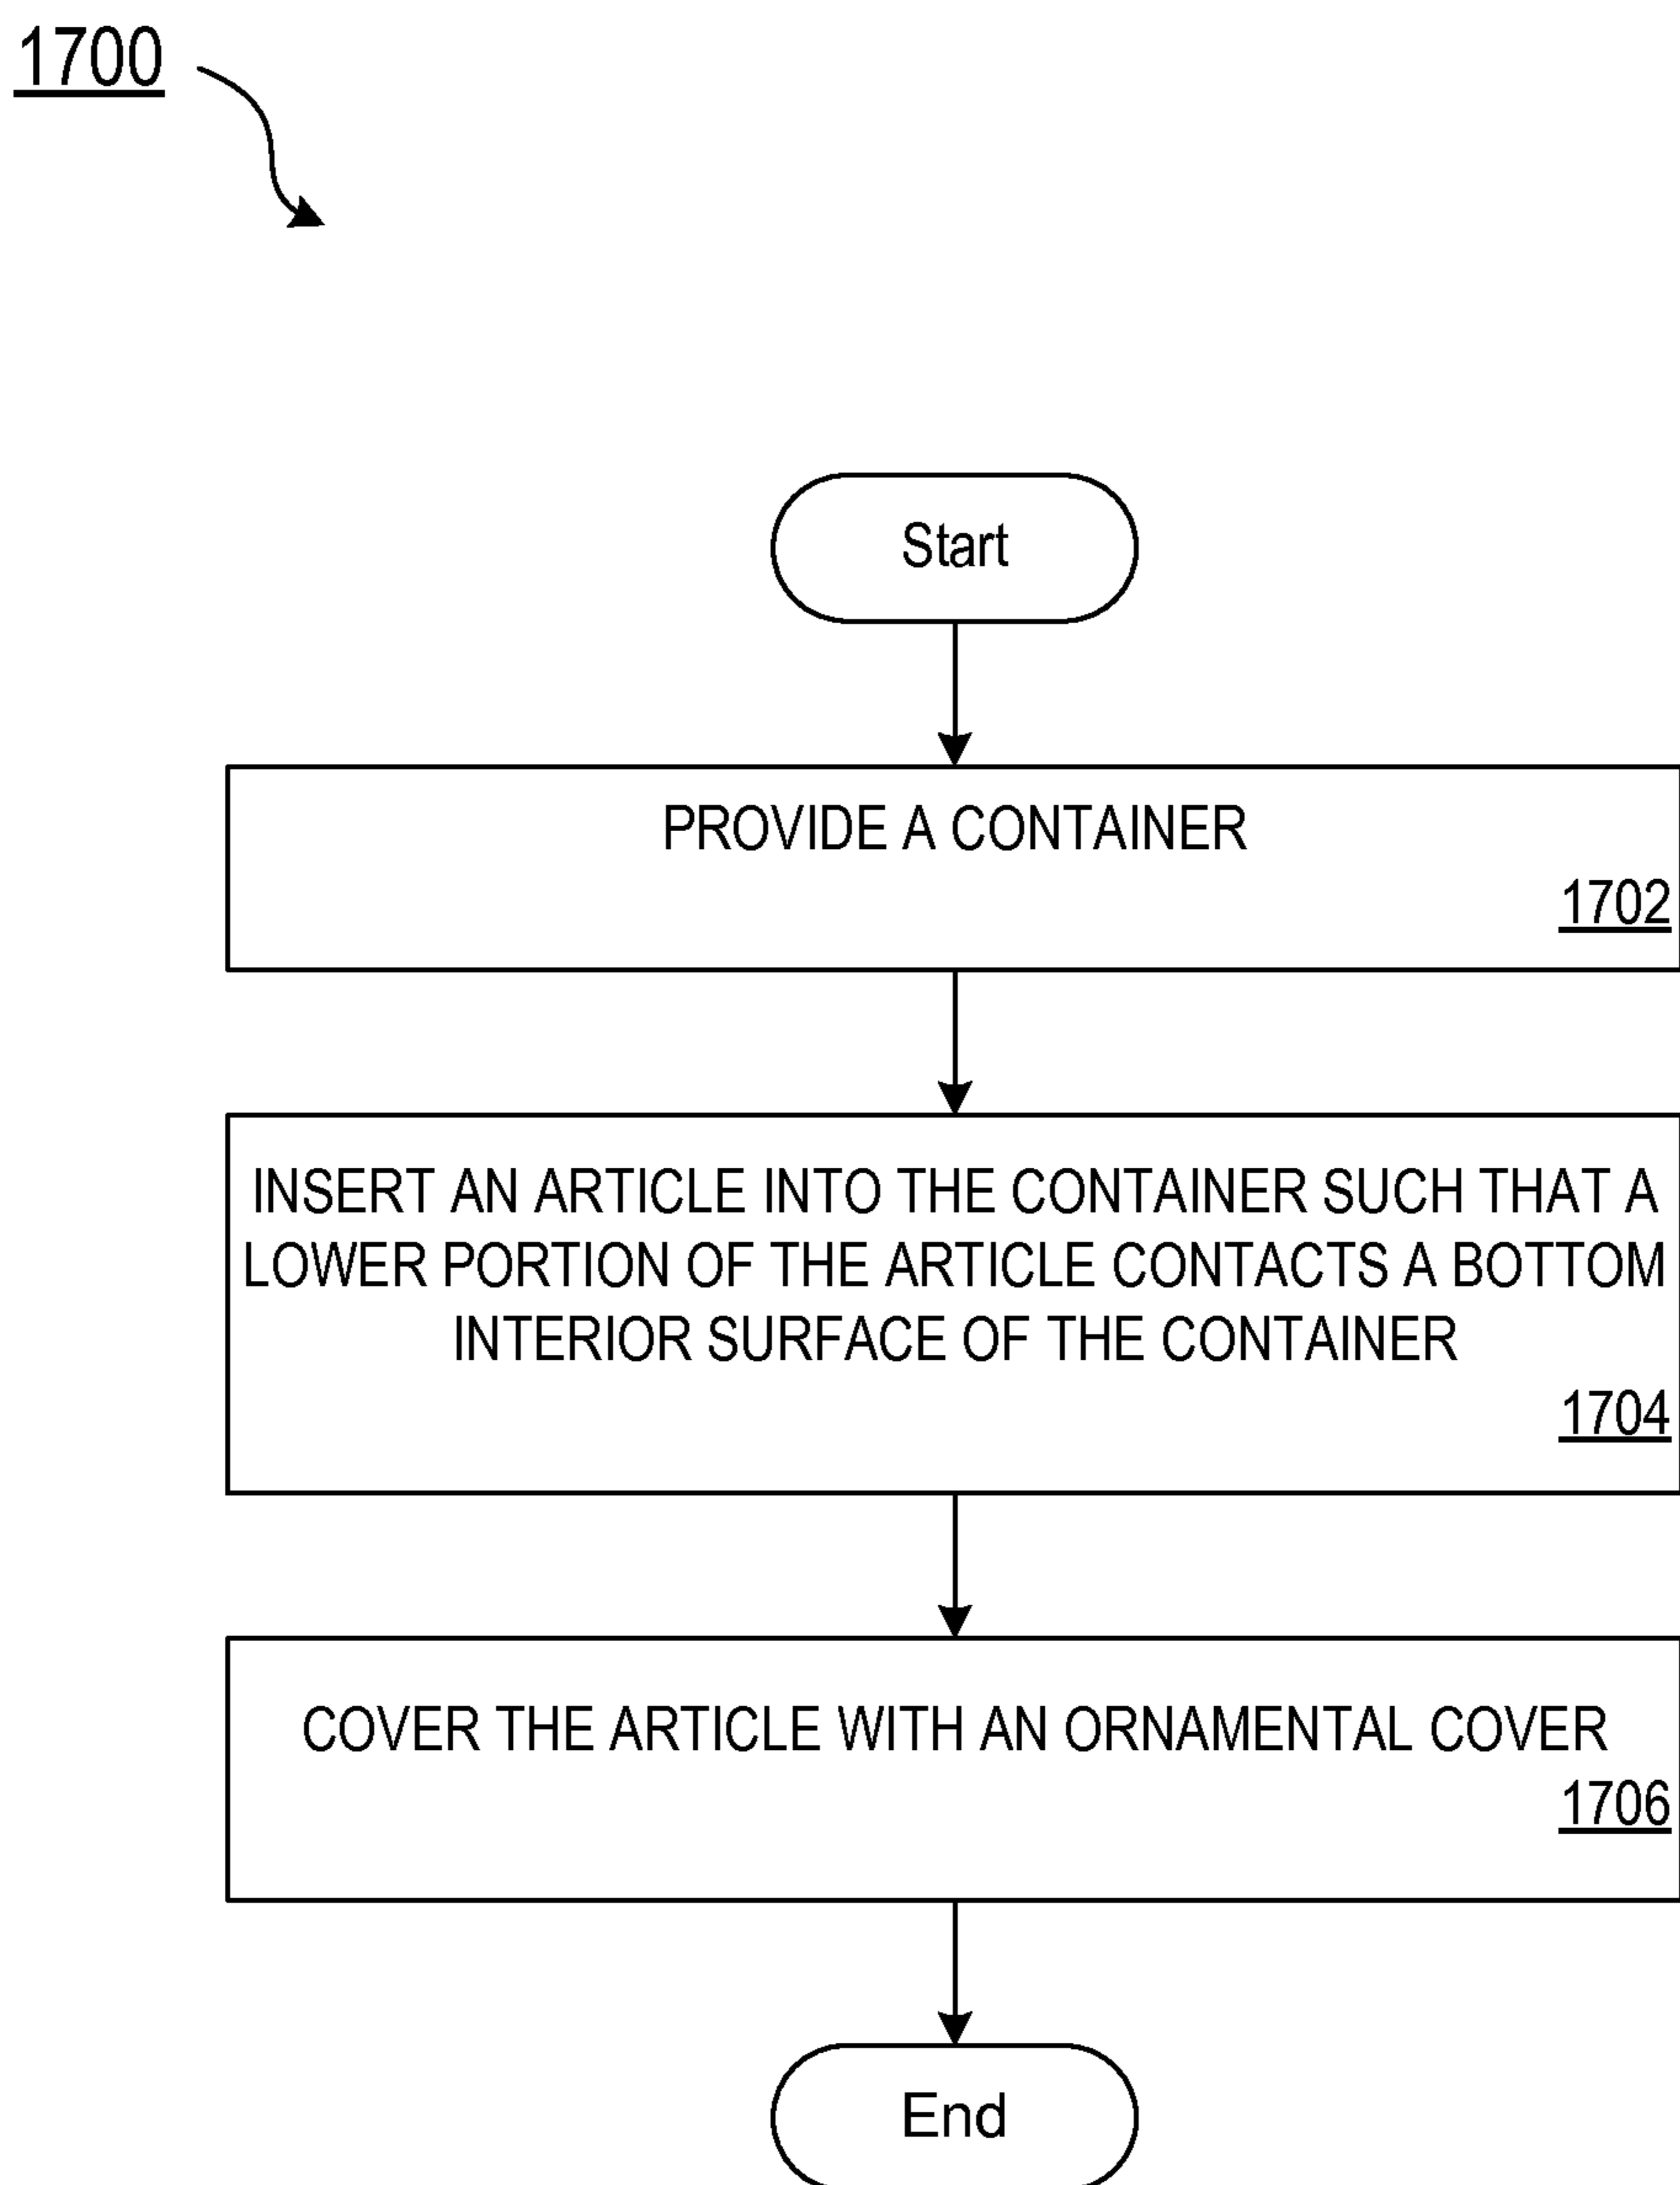 1700
Start
PROVIDE A CONTAINER
1702
INSERT AN ARTICLE INTO THE CONTAINER SUCH THAT A
LOWER PORTION OF THE ARTICLE CONTACTS A BOTTOM
INTERIOR SURFACE OF THE CONTAINER
1704
COVER THE ARTICLE WITH AN ORNAMENTAL COVER
1706
End